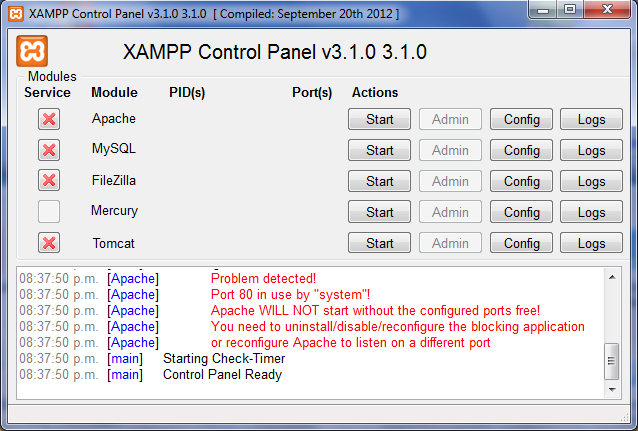 XAMPP Control Panel v3.1.0 3.1.0 [ Compiled: September 20th 2012 ]
XAMPP Control Panel v3.1.0 3.1.0
Modules
Service Module PID(s) Port(s) Actions
Apache Start Admin Config Logs
MySQL Start Admin Config Logs
FileZilla Start Admin Config Logs
Mercury Start Admin Config Logs
Tomcat Start Admin Config Logs
08:37:50 p.m. [Apache] Problem detected!
08:37:50 p.m. [Apache] Port 80 in use by "system"!
08:37:50 p.m. [Apache] Apache WILL NOT start without the configured ports free!
08:37:50 p.m. [Apache] You need to uninstall/disable/reconfigure the blocking application
08:37:50 p.m. [Apache] or reconfigure Apache to listen on a different port
08:37:50 p.m. [main] Starting Check-Timer
08:37:50 p.m. [main] Control Panel Ready